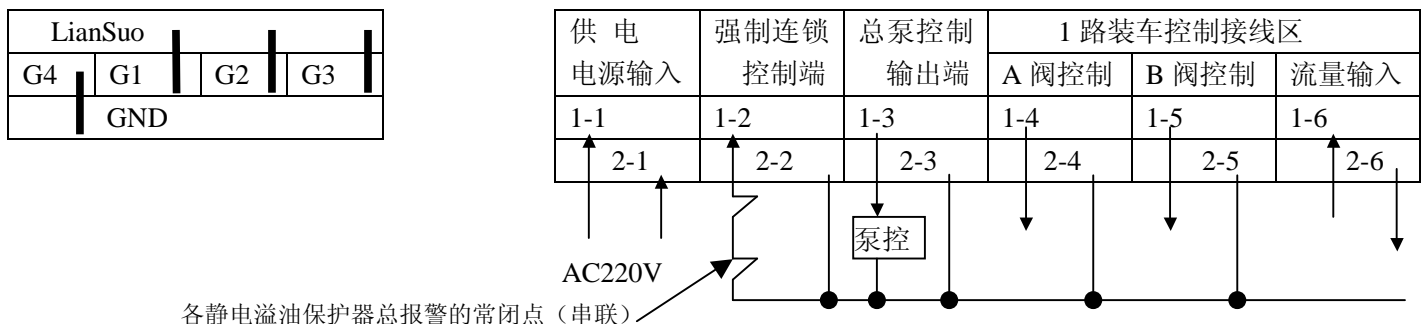 LianSuo
G4 G1 G2 G3
GND
供 电 强制连锁 总泵控制 1 路装车控制接线区
电源输入 控制端 输出端 A 阀控制 B 阀控制 流量输入
1-1 1-2 1-3 1-4 1-5 1-6
2-1 2-2 2-3 2-4 2-5 2-6
泵控
AC220V
各静电溢油保护器总报警的常闭点（串联）